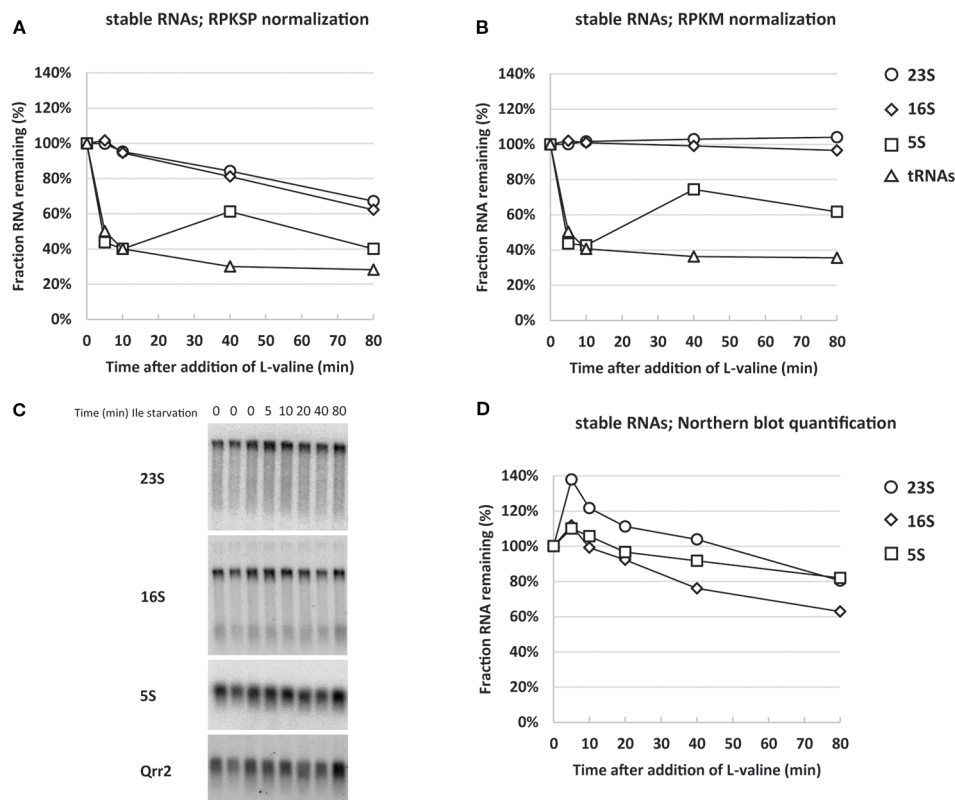 A
stable RNAs; RPKSP normalization
Fraction RNA remaining (%)
140%
120%
100%
80%
60%
40%
20%
0%
0 10 20 30 40 50 60 70 80
Time after addition of L-valine (min)
B
stable RNAs; RPKM normalization
Fraction RNA remaining (%)
140%
120%
100%
80%
60%
40%
20%
0%
0 10 20 30 40 50 60 70 80
Time after addition of L-valine (min)
23S
16S
5S
tRNAs
C
Time (min) Ile starvation 0 0 0 5 10 20 40 80
23S
16S
5S
Qrr2
D
stable RNAs; Northern blot quantification
Fraction RNA remaining (%)
140%
120%
100%
80%
60%
40%
20%
0%
0 10 20 30 40 50 60 70 80
Time after addition of L-valine (min)
23S
16S
5S